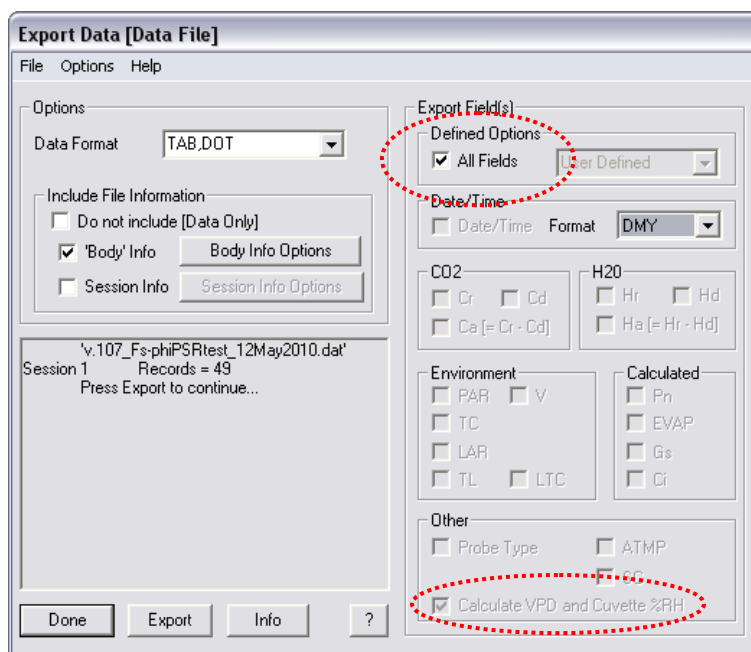 Export Data [Data File]
File Options Help
Options
Data Format TAB,DOT
Include File Information
Do not include [Data Only]
'Body' Info Body Info Options
Session Info Session Info Options
'v.107_Fs-phiPSRtest_12May2010.dat'
Session 1 Records = 49
Press Export to continue...
Done Export Info ?
Export Field(s)
Defined Options
All Fields User Defined
Date/Time
Date/Time Format DMY
CO2
Cr Cd
Ca [= Cr - Cd]
H20
Hr Hd
Ha [= Hr - Hd]
Environment
PAR V
TC
LAR
TL LTC
Calculated
Pn
EVAP
Gs
Ci
Other
Probe Type ATMP
SC
Calculate VPD and Cuvette %RH